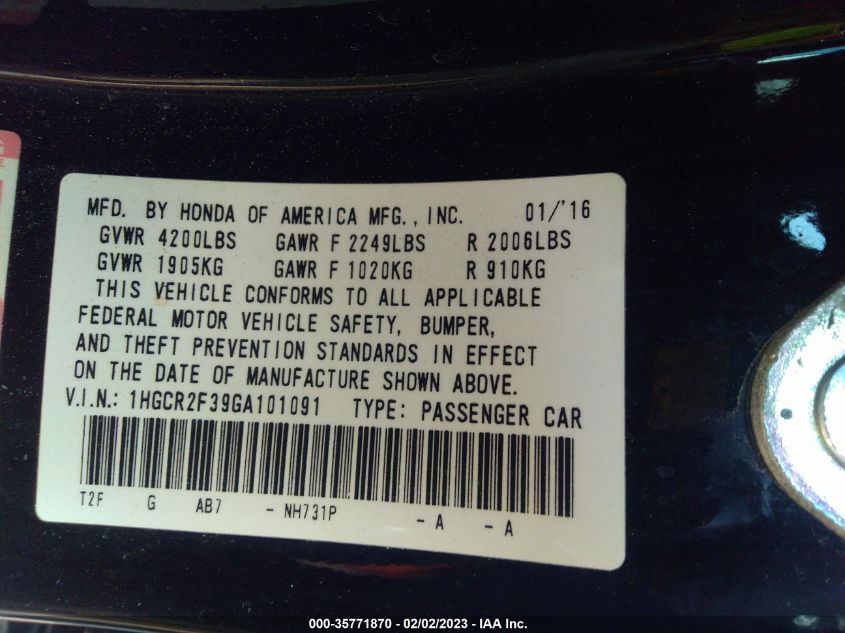 MFD. BY HONDA OF AMERICA MFG., INC. 01/'16
GVWR 4200LBS GAWR F 2249LBS R 2006LBS
GVWR 1905KG GAWR F 1020KG R 910KG
THIS VEHICLE CONFORMS TO ALL APPLICABLE
FEDERAL MOTOR VEHICLE SAFETY, BUMPER,
AND THEFT PREVENTION STANDARDS IN EFFECT
ON THE DATE OF MANUFACTURE SHOWN ABOVE.
V.I.N.: 1HGCR2F39GA101091 TYPE: PASSENGER CAR
T2F G AB7 - NH731P - A - A
000-35771870 - 02/02/2023 - IAA Inc.